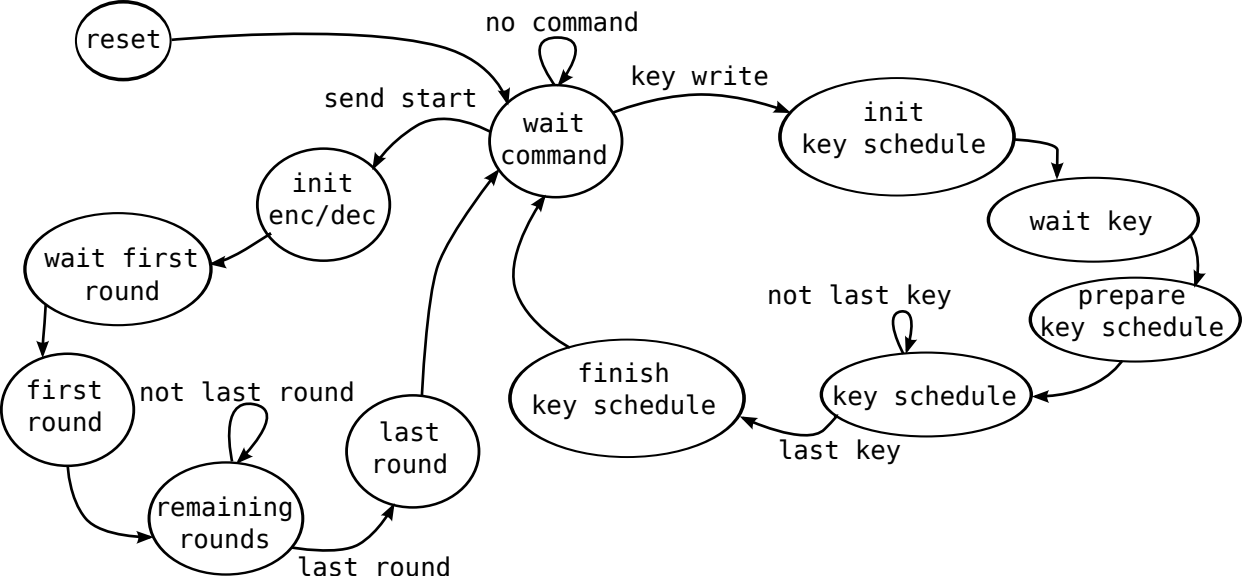 no command
reset
key write
send start
wait
command
init
key schedule
init
enc/dec
wait key
wait first
round
prepare
key schedule
not last key
finish
key schedule
key schedule
first
round
not last round
last
round
last key
remaining
rounds
last round